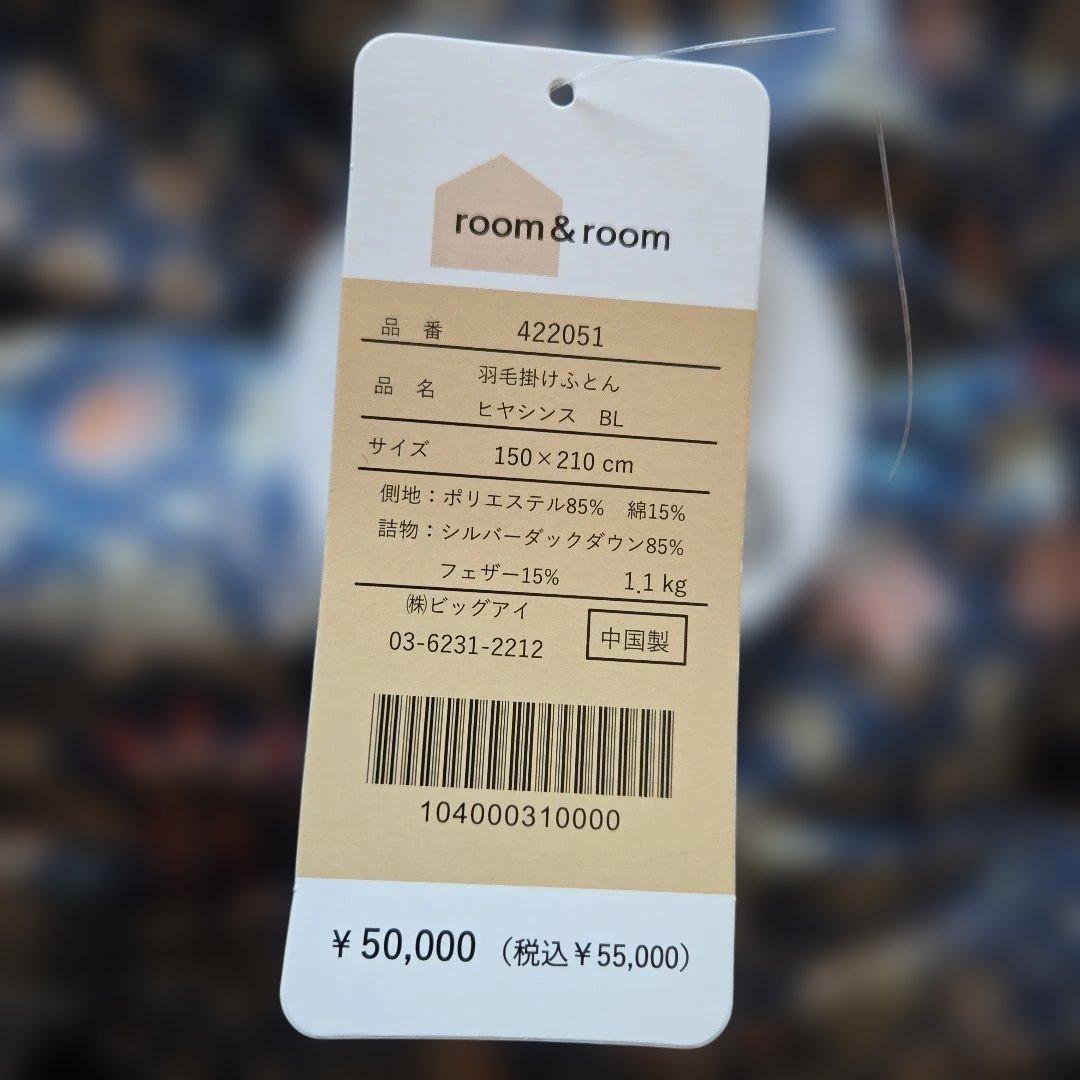 room & room
品 番 422051
品 名 羽毛掛けふとん
ヒヤシンス BL
サイズ 150×210 cm
側地：ポリエステル85% 綿15%
詰物：シルバーダックダウン85%
フェザー15% 1.1 kg
㈱ビッグアイ
03-6231-2212 中国製
104000310000
¥50,000 (税込¥55,000)